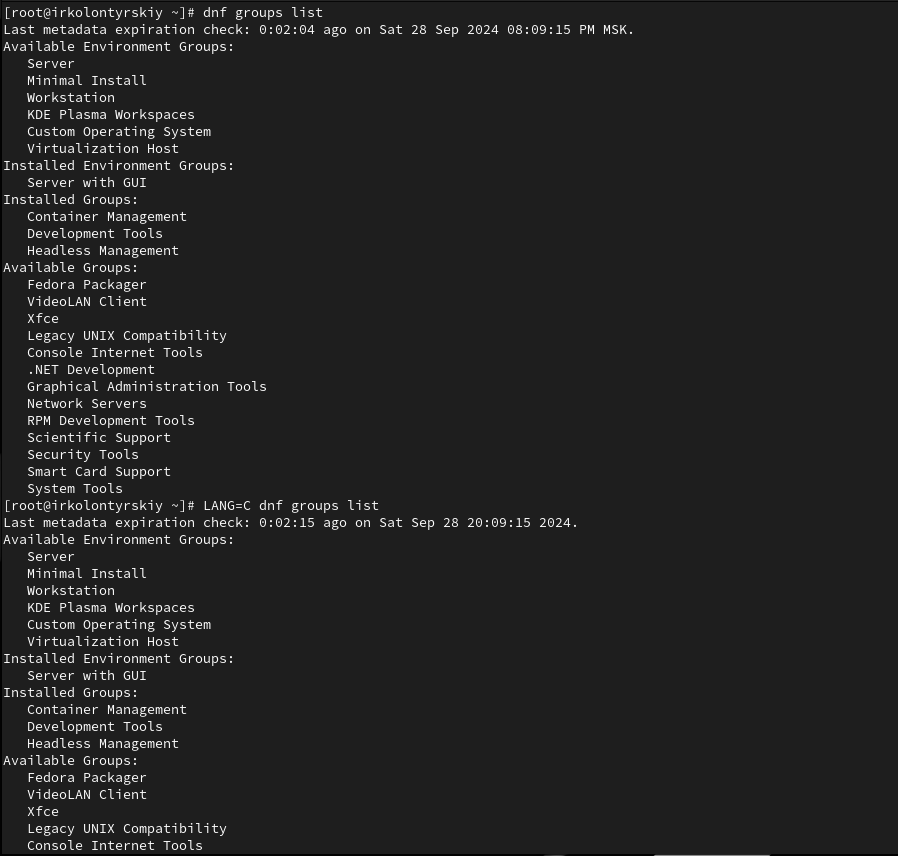 [root@irkolontyrskiy ~]# dnf groups list
Last metadata expiration check: 0:02:04 ago on Sat 28 Sep 2024 08:09:15 PM MSK.
Available Environment Groups:
   Server
   Minimal Install
   Workstation
   KDE Plasma Workspaces
   Custom Operating System
   Virtualization Host
Installed Environment Groups:
   Server with GUI
Installed Groups:
   Container Management
   Development Tools
   Headless Management
Available Groups:
   Fedora Packager
   VideoLAN Client
   Xfce
   Legacy UNIX Compatibility
   Console Internet Tools
   .NET Development
   Graphical Administration Tools
   Network Servers
   RPM Development Tools
   Scientific Support
   Security Tools
   Smart Card Support
   System Tools
[root@irkolontyrskiy ~]# LANG=C dnf groups list
Last metadata expiration check: 0:02:15 ago on Sat Sep 28 20:09:15 2024.
Available Environment Groups:
   Server
   Minimal Install
   Workstation
   KDE Plasma Workspaces
   Custom Operating System
   Virtualization Host
Installed Environment Groups:
   Server with GUI
Installed Groups:
   Container Management
   Development Tools
   Headless Management
Available Groups:
   Fedora Packager
   VideoLAN Client
   Xfce
   Legacy UNIX Compatibility
   Console Internet Tools